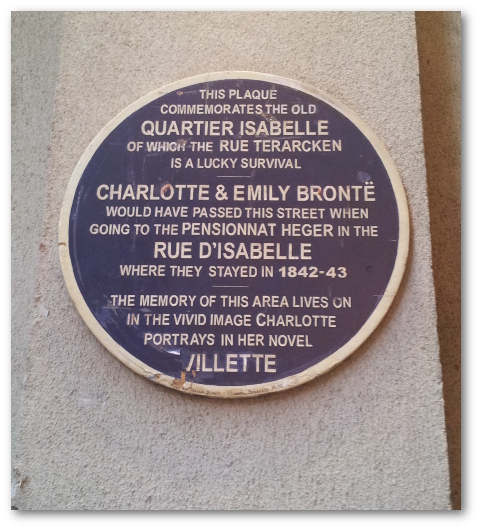 THIS PLAQUE
COMMEMORATES THE OLD
QUARTIER ISABELLE
OF WHICH THE RUE TERARCKEN
IS A LUCKY SURVIVAL
CHARLOTTE & EMILY BRONTË
WOULD HAVE PASSED THIS STREET WHEN
GOING TO THE PENSIONNAT HEGER IN THE
RUE D'ISABELLE
WHERE THEY STAYED IN 1842-43
THE MEMORY OF THIS AREA LIVES ON
IN THE VIVID IMAGE CHARLOTTE
PORTRAYS IN HER NOVEL
VILLETTE